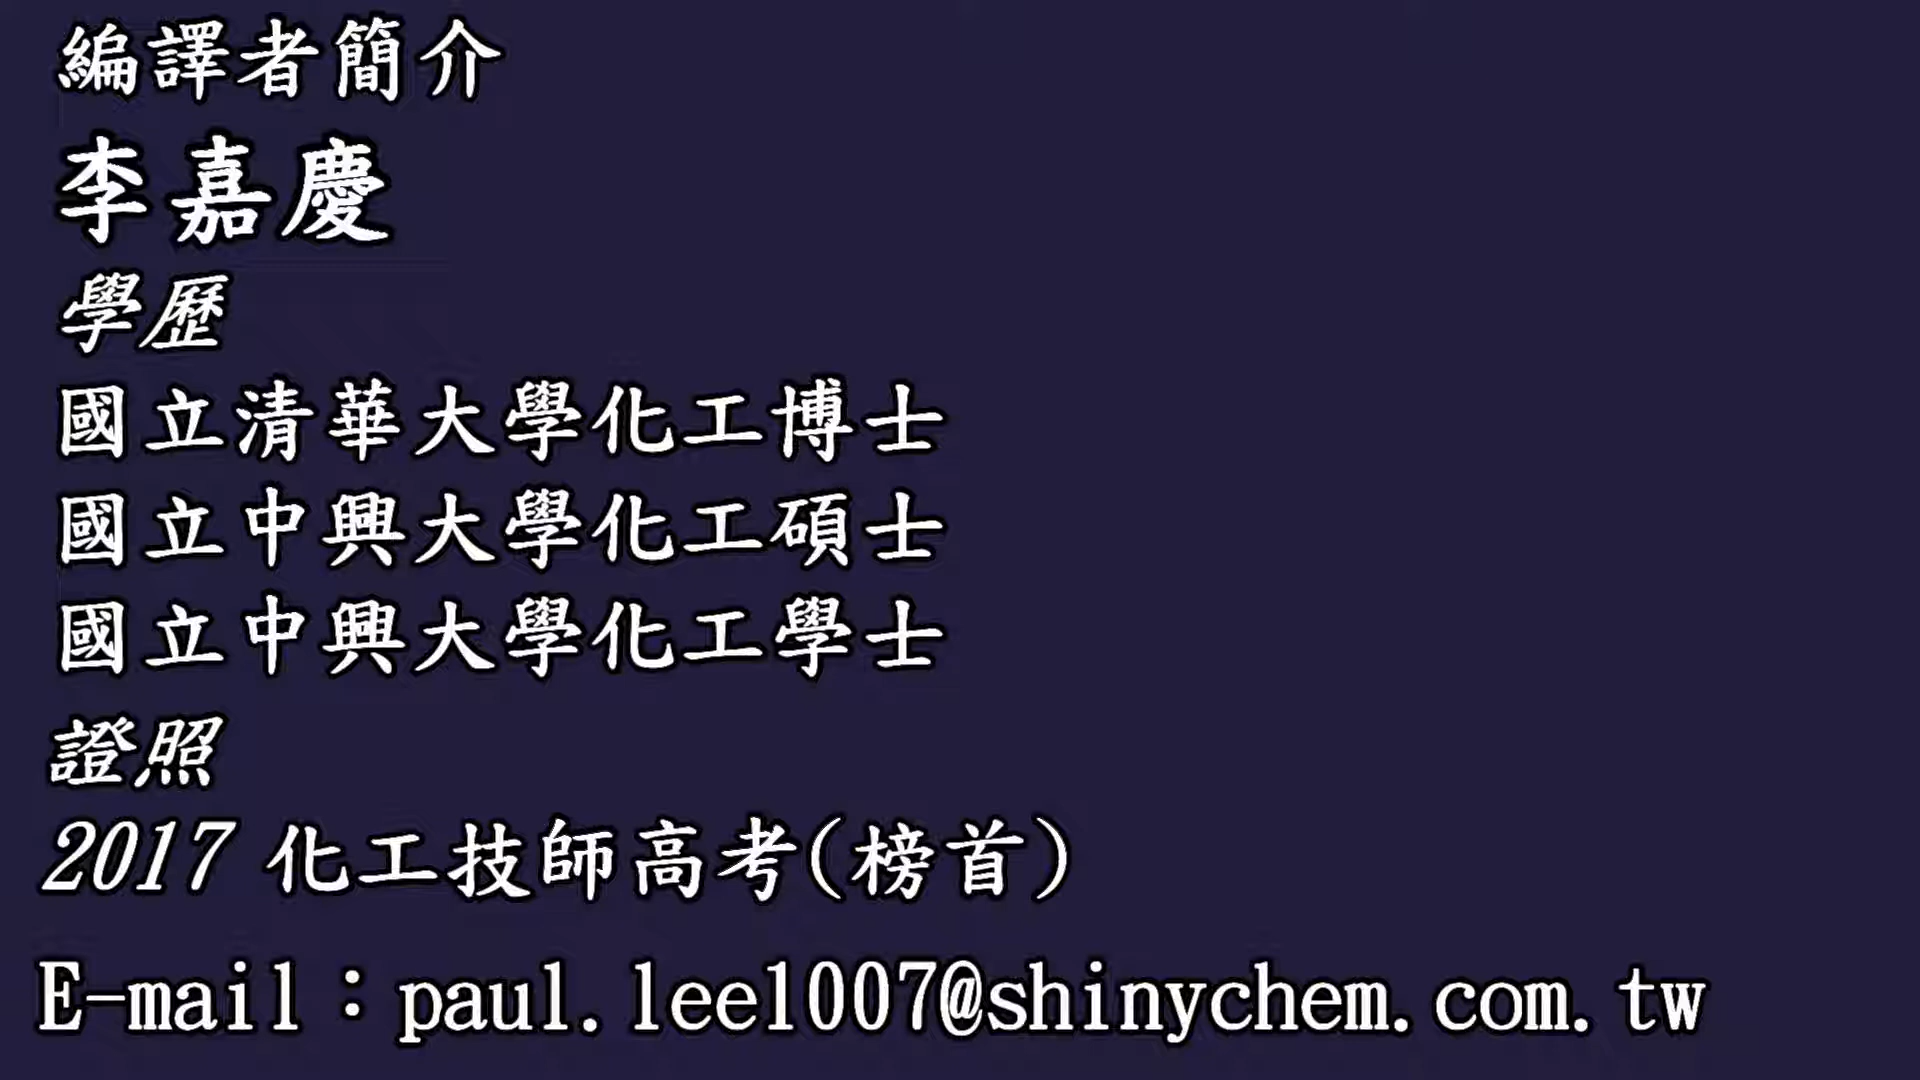 編譯者簡介
李嘉慶
學歷
國立清華大學化工博士
國立中興大學化工碩士
國立中興大學化工學士
證照
2017 化工技師高考(榜首)
E-mail：paul.lee1007@shinychem.com.tw